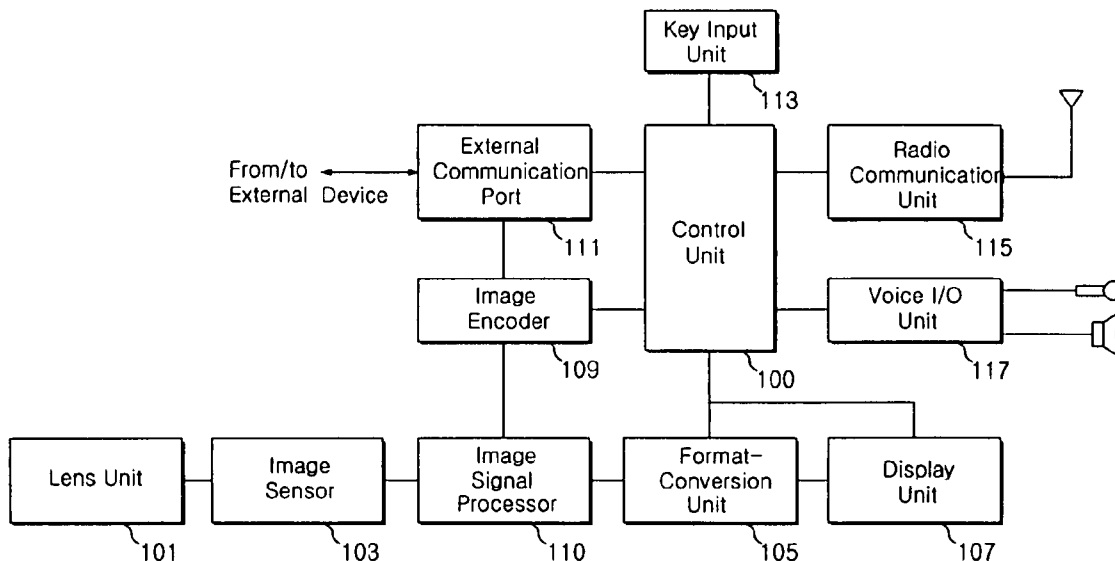 Key Input
Unit
113
External
Communication
Port
111
From/to
External Device
Control
Unit
100
Radio
Communication
Unit
115
Image
Encoder
109
Voice I/O
Unit
117
Lens Unit
101
Image
Sensor
103
Image
Signal
Processor
110
Format-
Conversion
Unit
105
Display
Unit
107